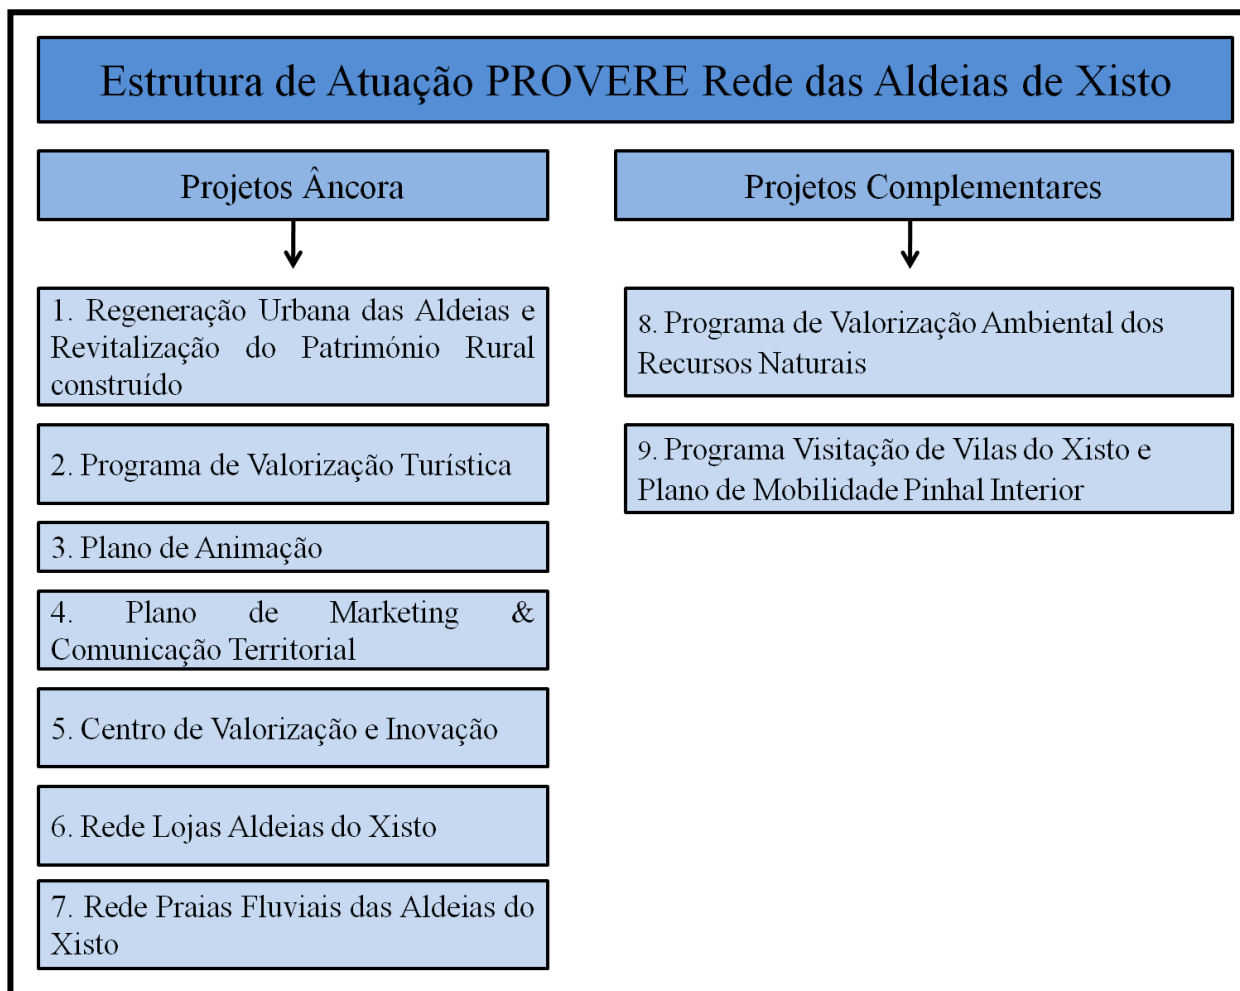 Estrutura de Atuação PROVERE Rede das Aldeias de Xisto
Projetos Âncora
1. Regeneração Urbana das Aldeias e
Revitalização do Património Rural
construído
2. Programa de Valorização Turística
3. Plano de Animação
4. Plano de Marketing &
Comunicação Territorial
5. Centro de Valorização e Inovação
6. Rede Lojas Aldeias do Xisto
7. Rede Praias Fluviais das Aldeias do
Xisto
Projetos Complementares
8. Programa de Valorização Ambiental dos
Recursos Naturais
9. Programa Visitação de Vilas do Xisto e
Plano de Mobilidade Pinhal Interior